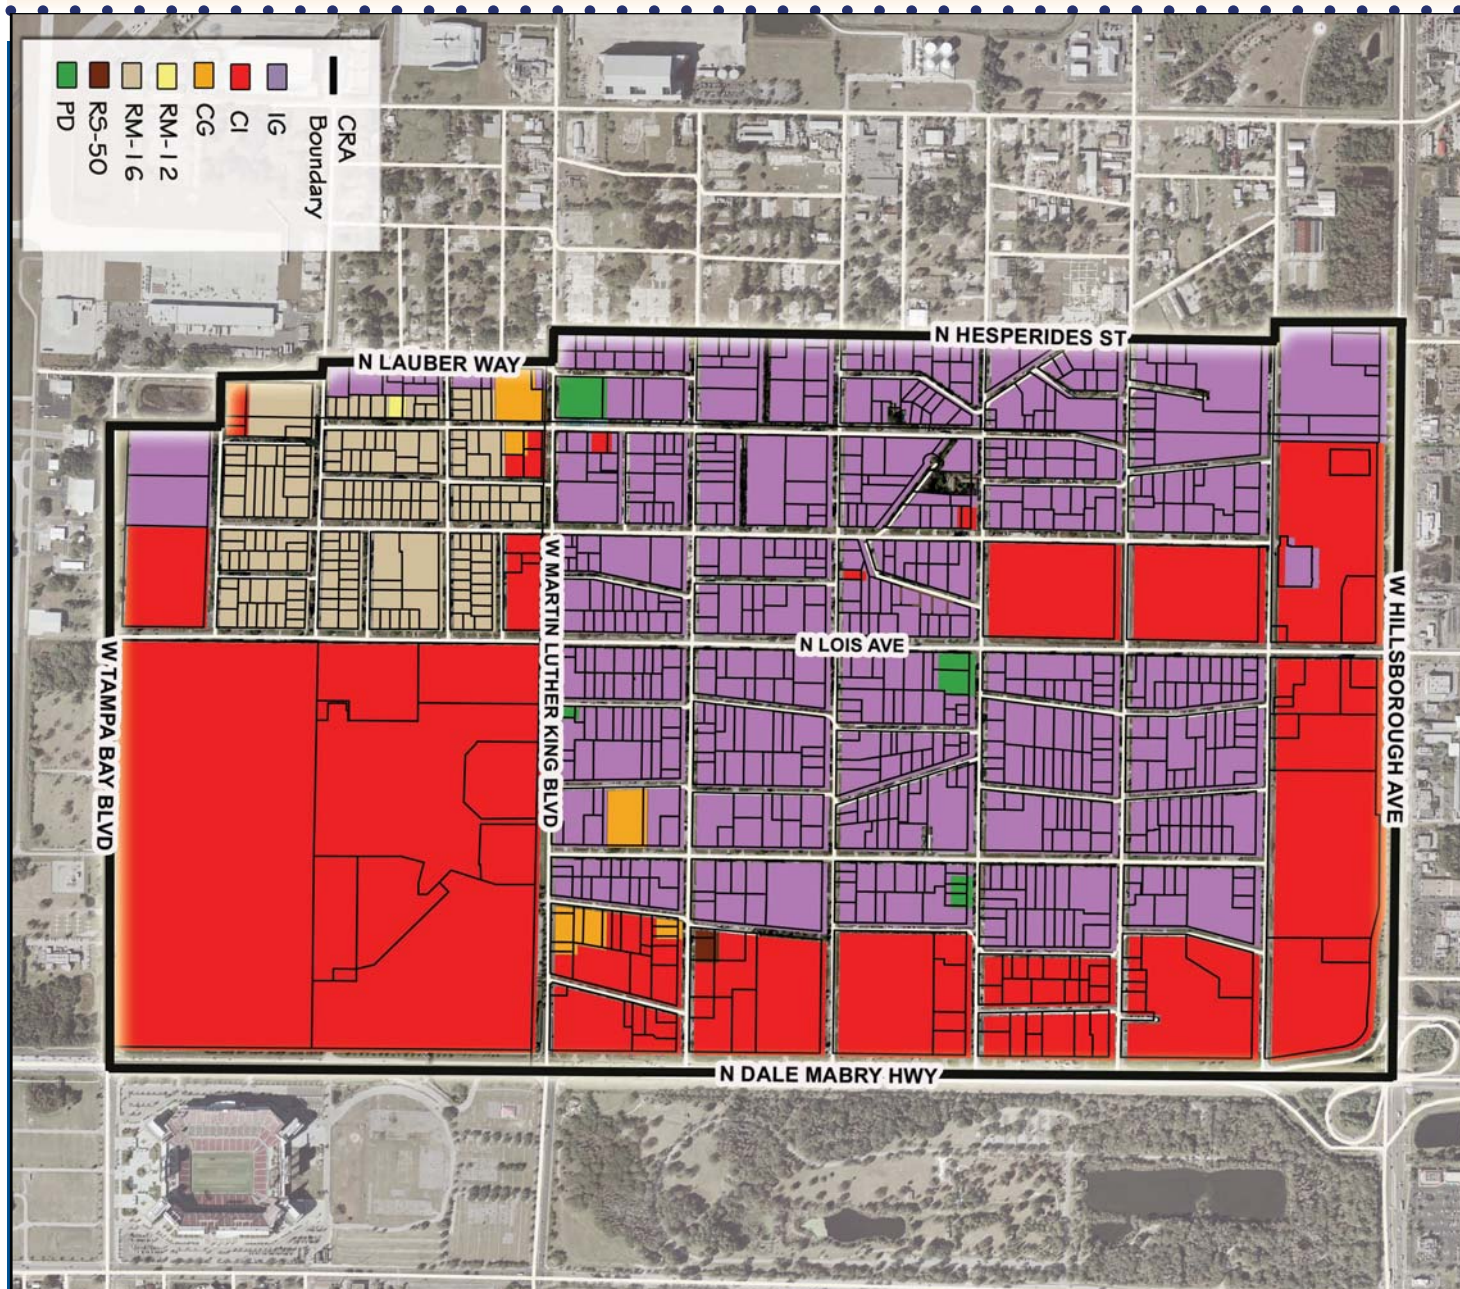 CRA
Boundary
IG
CI
CG
RM-12
RM-16
RS-50
PD
N HESPERIDES ST
N LAUBER WAY
W MARTIN LUTHER KING BLVD
N LOIS AVE
W TAMPA BAY BLVD
W HILLSBOROUGH AVE
N DALE MABRY HWY